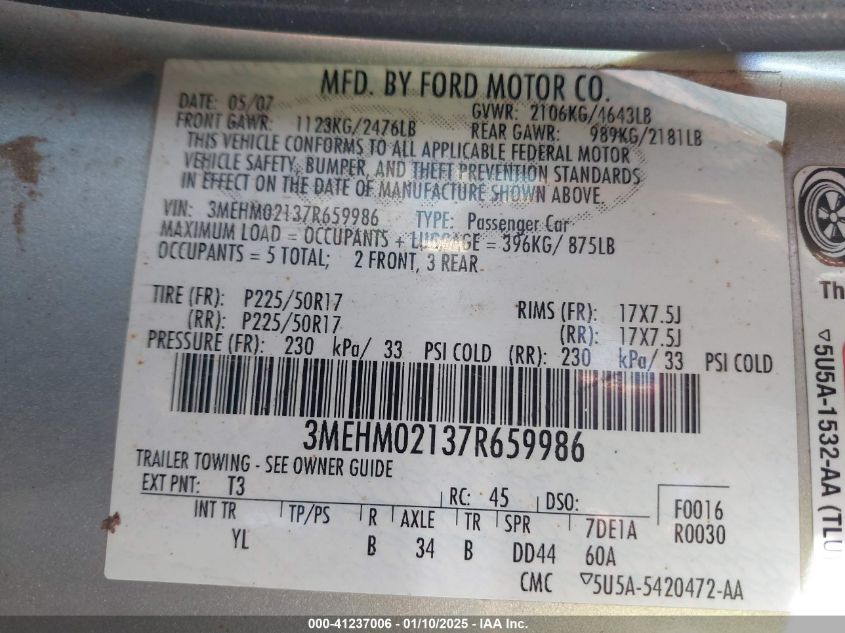 MFD. BY FORD MOTOR CO.
DATE: 05/07 GVWR: 2106KG/4643LB
FRONT GAWR: 1123KG/2476LB REAR GAWR: 989KG/2181LB
THIS VEHICLE CONFORMS TO ALL APPLICABLE FEDERAL MOTOR
VEHICLE SAFETY, BUMPER, AND THEFT PREVENTION STANDARDS
IN EFFECT ON THE DATE OF MANUFACTURE SHOWN ABOVE.
VIN: 3MEHM02137R659986 TYPE: Passenger Car
MAXIMUM LOAD = OCCUPANTS + LUGGAGE = 396KG/ 875LB
OCCUPANTS = 5 TOTAL; 2 FRONT, 3 REAR
TIRE (FR): P225/50R17 RIMS (FR): 17X7.5J
(RR): P225/50R17 (RR): 17X7.5J
PRESSURE (FR): 230 kPa/ 33 PSI COLD (RR): 230 kPa/ 33 PSI COLD
3MEHM02137R659986
TRAILER TOWING - SEE OWNER GUIDE
EXT PNT: T3 RC: 45 DSO: F0016
INT TR TP/PS R AXLE TR SPR 7DE1A R0030
YL B 34 B DD44 60A
CMC ▽5U5A-5420472-AA
Th
▽5U5A-1532-AA (TLU
000-41237006 - 01/10/2025 - IAA Inc.